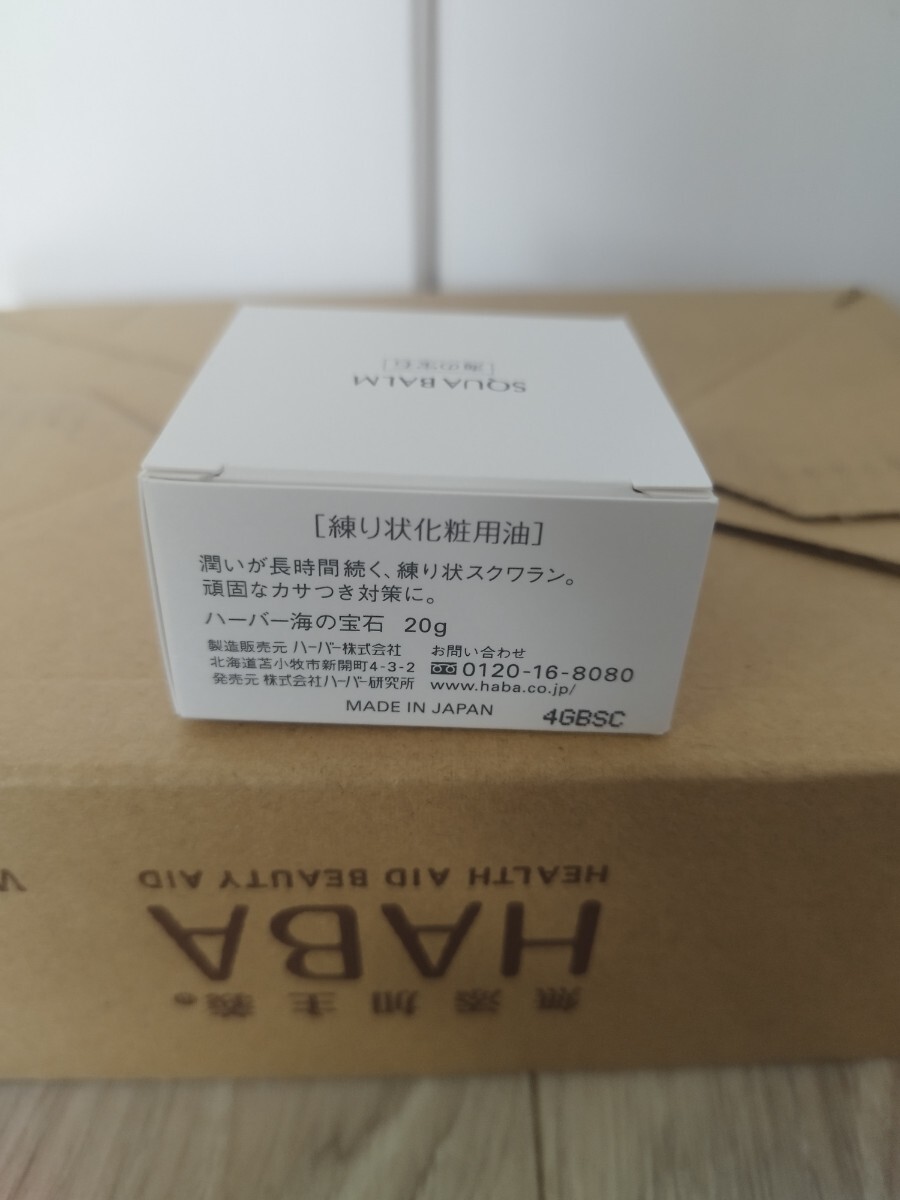 SQUA BALM
[海の宝石]
[練り状化粧用油]
潤いが長時間続く、練り状スクワラン。
頑固なカサつき対策に。
ハーバー海の宝石 20g
製造販売元 ハーバー株式会社
北海道苫小牧市新開町4-3-2
発売元 株式会社ハーバー研究所
お問い合わせ
0120-16-8080
www.haba.co.jp/
MADE IN JAPAN
4GBSC
無添加主義。
HABA
HEALTH AID BEAUTY AID